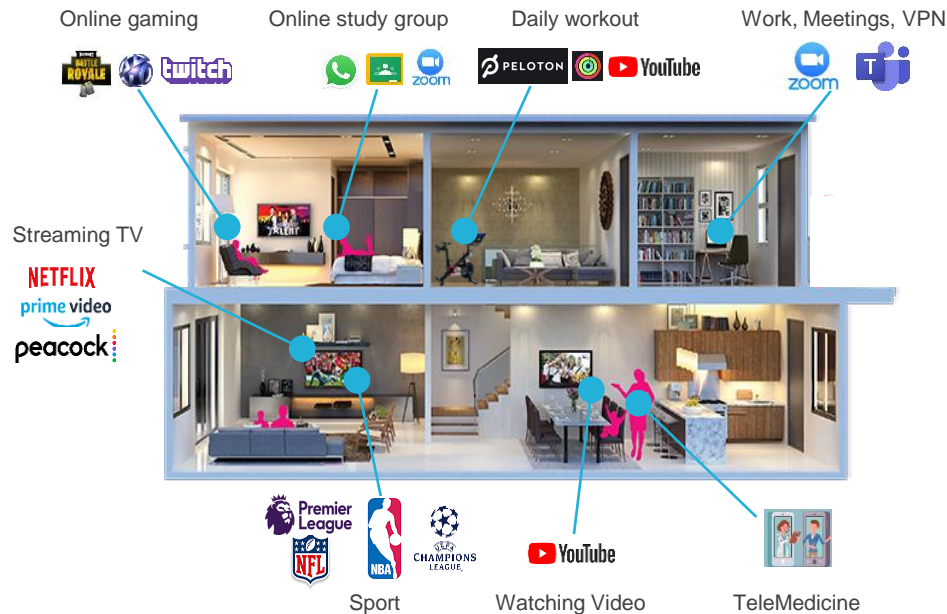 Online gaming
Online study group
Daily workout
Work, Meetings, VPN
BATTLE
ROYALE
twitch
zoom
PELOTON
YouTube
zoom
T
TALENT
Streaming TV
NETFLIX
prime video
peacock
Premier
League
NFL
NBA
UEFA
CHAMPIONS
LEAGUE
YouTube
Sport
Watching Video
TeleMedicine